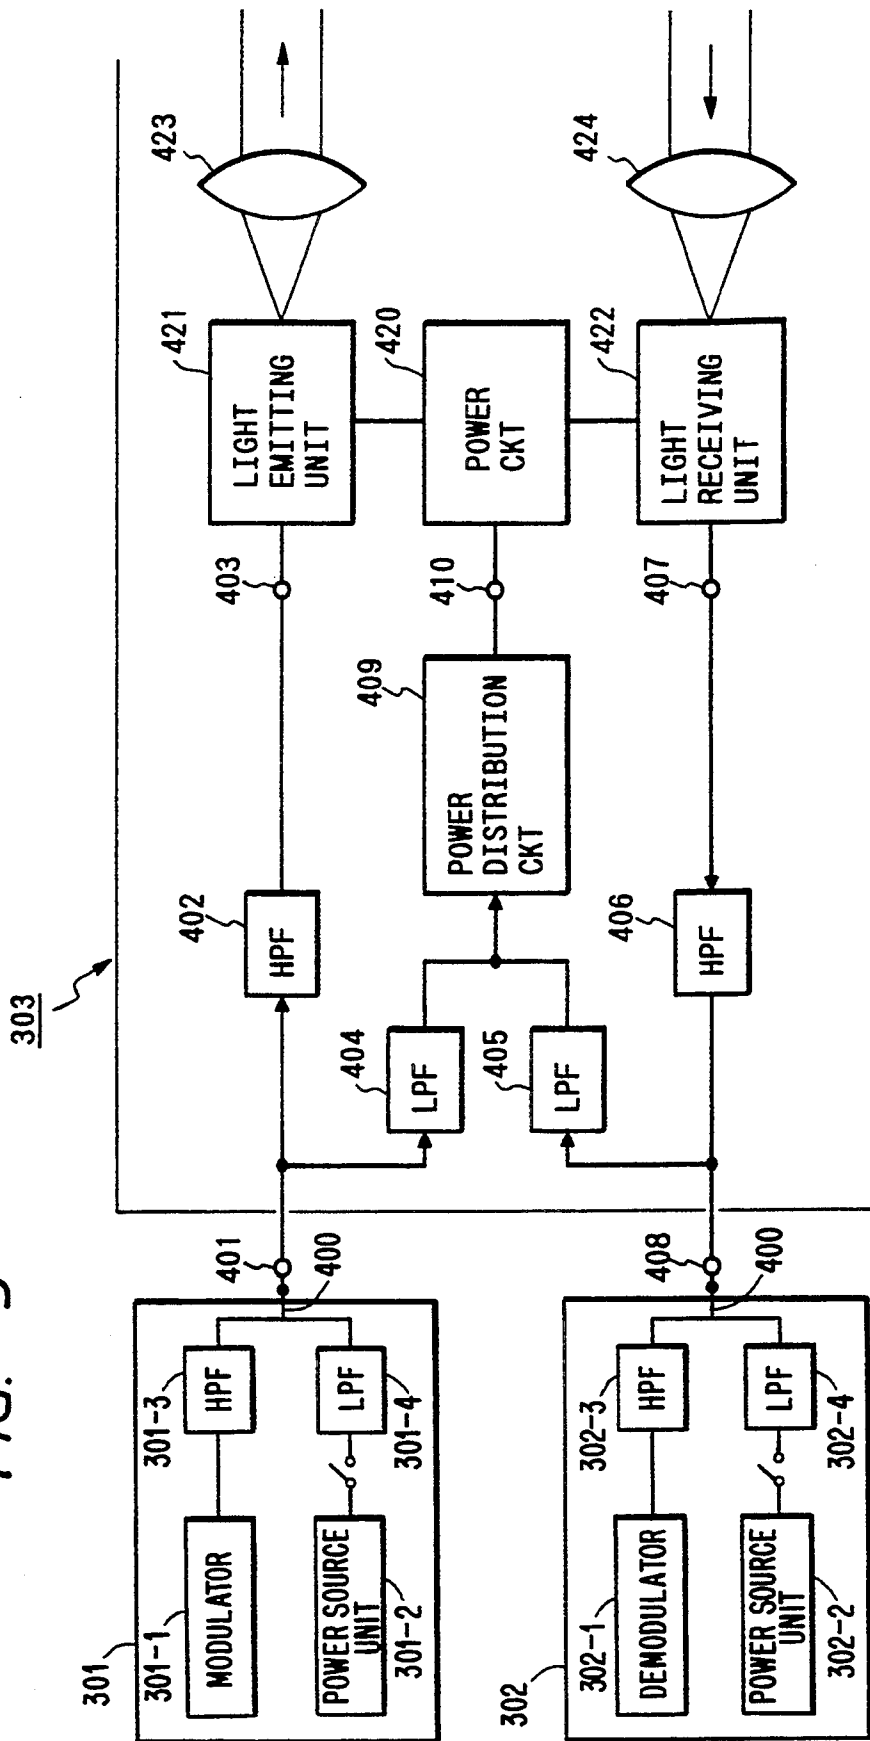 FIG.
303
301
301-1
MODULATOR
301-3
HPF
POWER SOURCE
UNIT
301-2
LPF
301-4
401
400
402
HPF
403
421
LIGHT
EMITTING
UNIT
423
404
LPF
405
LPF
409
POWER
DISTRIBUTION
CKT
410
420
POWER
CKT
302
302-1
DEMODULATOR
302-3
HPF
POWER SOURCE
UNIT
302-2
LPF
302-4
408
400
406
HPF
407
422
LIGHT
RECEIVING
UNIT
424